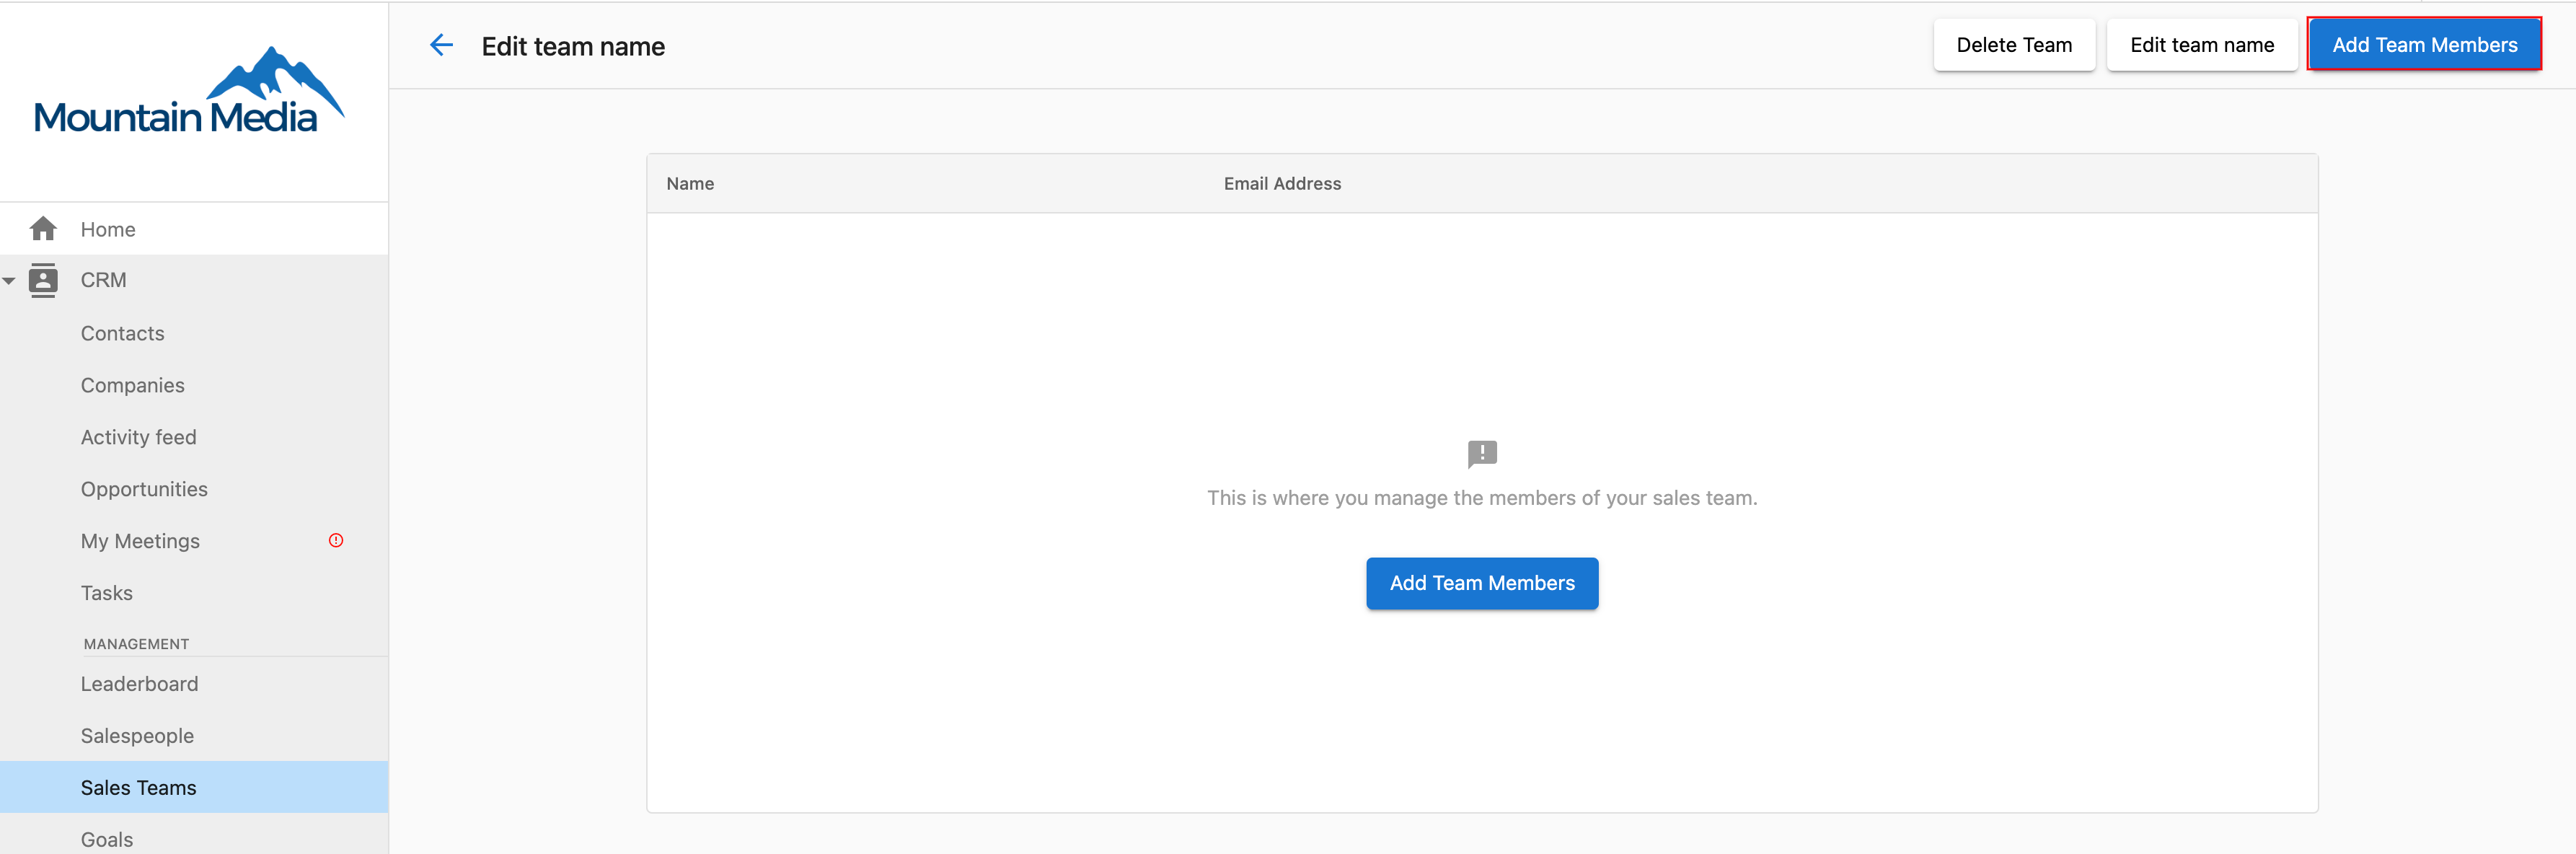 Mountain Media
Home
CRM
Contacts
Companies
Activity feed
Opportunities
My Meetings
Tasks
MANAGEMENT
Leaderboard
Salespeople
Sales Teams
Goals
Edit team name
Delete Team
Edit team name
Add Team Members
Name
Email Address
This is where you manage the members of your sales team.
Add Team Members